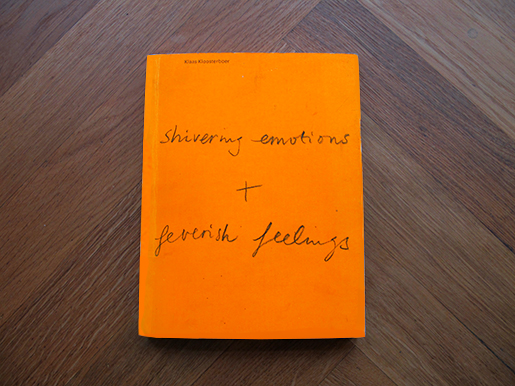 Klaas Kloosterboer
shivering emotions
+
feverish feelings